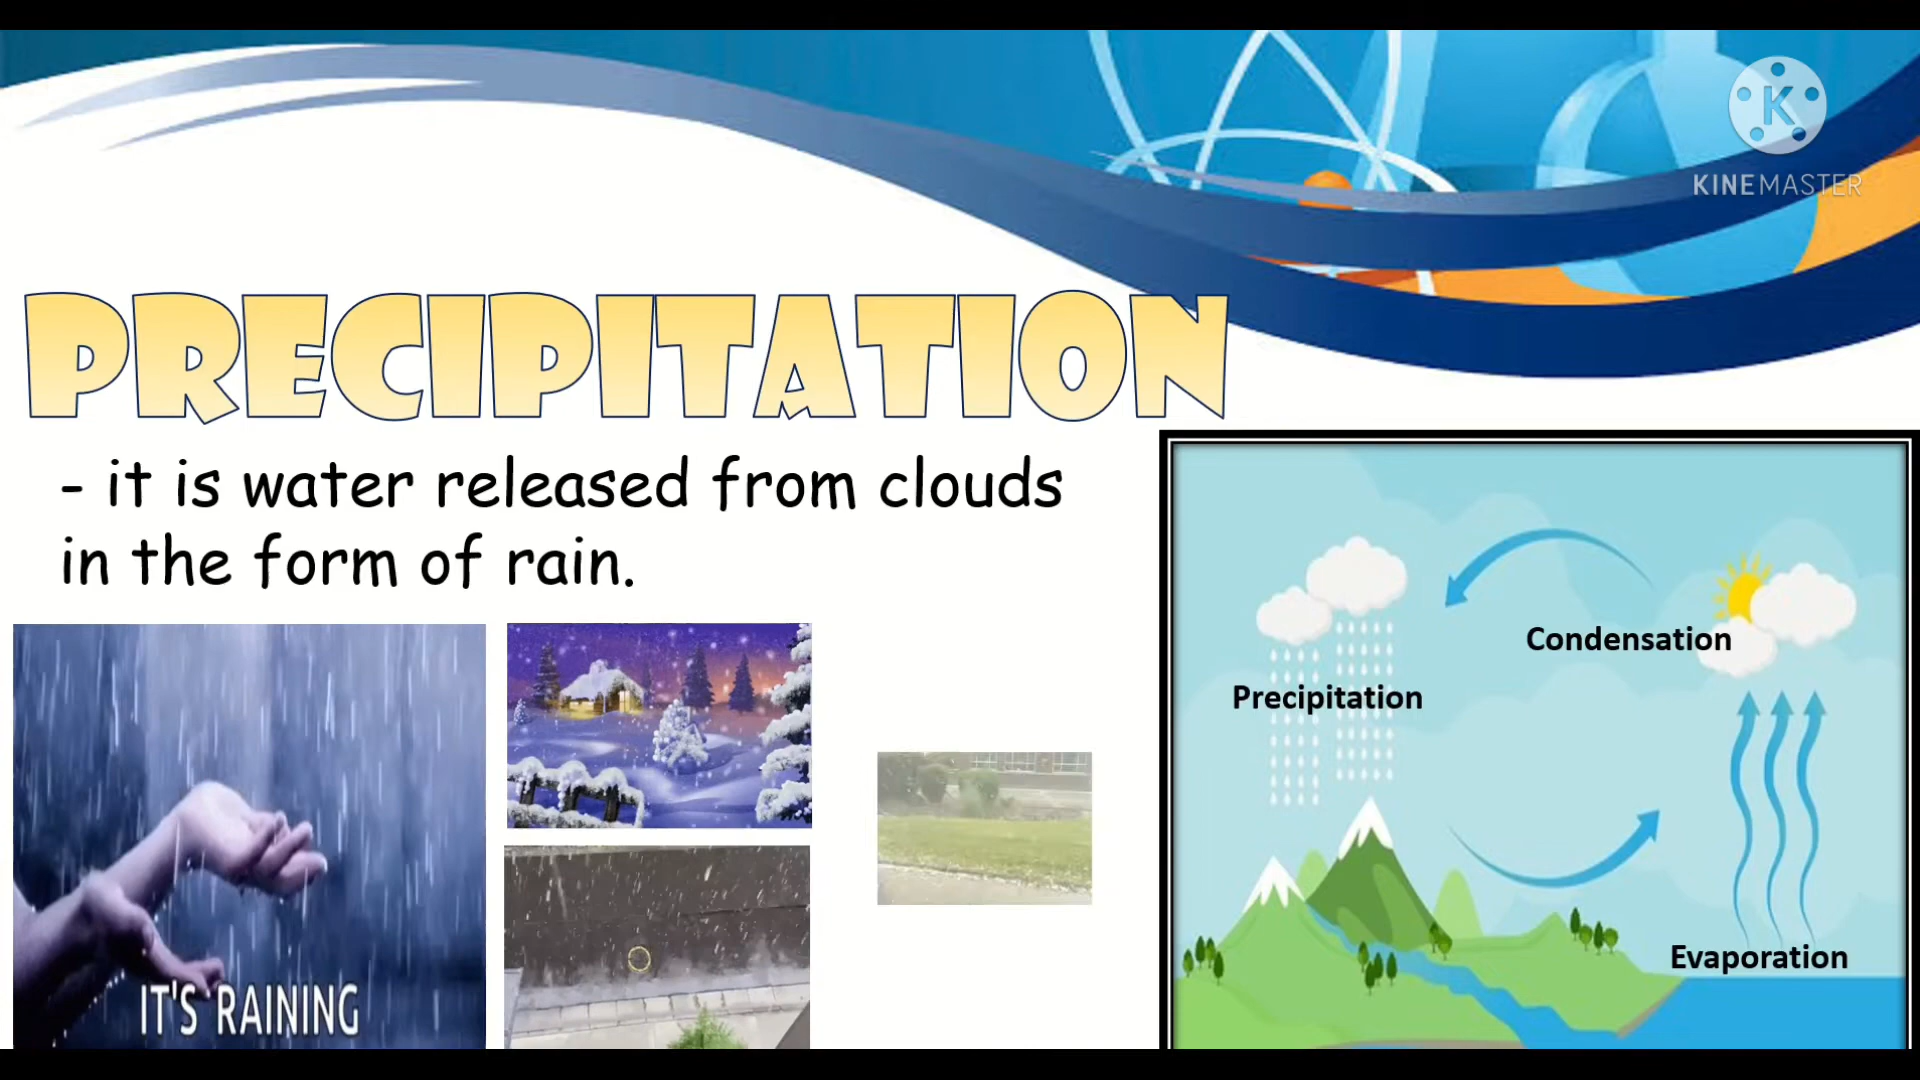 KINEMASTER
PRECIPITATION
- it is water released from clouds
in the form of rain.
IT'S RAINING
Condensation
Precipitation
Evaporation